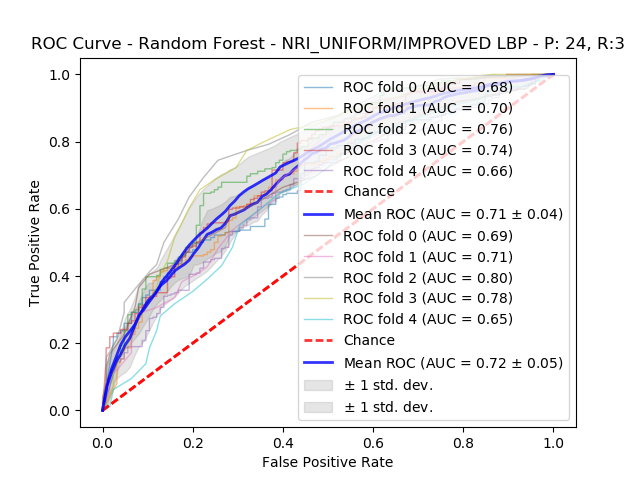 ROC Curve - Random Forest - NRI_UNIFORM/IMPROVED LBP - P: 24, R:3
1.0
0.8
0.6
0.4
0.2
0.0
True Positive Rate
ROC fold 0 (AUC = 0.68)
ROC fold 1 (AUC = 0.70)
ROC fold 2 (AUC = 0.76)
ROC fold 3 (AUC = 0.74)
ROC fold 4 (AUC = 0.66)
Chance
Mean ROC (AUC = 0.71 ± 0.04)
ROC fold 0 (AUC = 0.69)
ROC fold 1 (AUC = 0.71)
ROC fold 2 (AUC = 0.80)
ROC fold 3 (AUC = 0.78)
ROC fold 4 (AUC = 0.65)
Chance
Mean ROC (AUC = 0.72 ± 0.05)
± 1 std. dev.
± 1 std. dev.
0.0 0.2 0.4 0.6 0.8 1.0
False Positive Rate